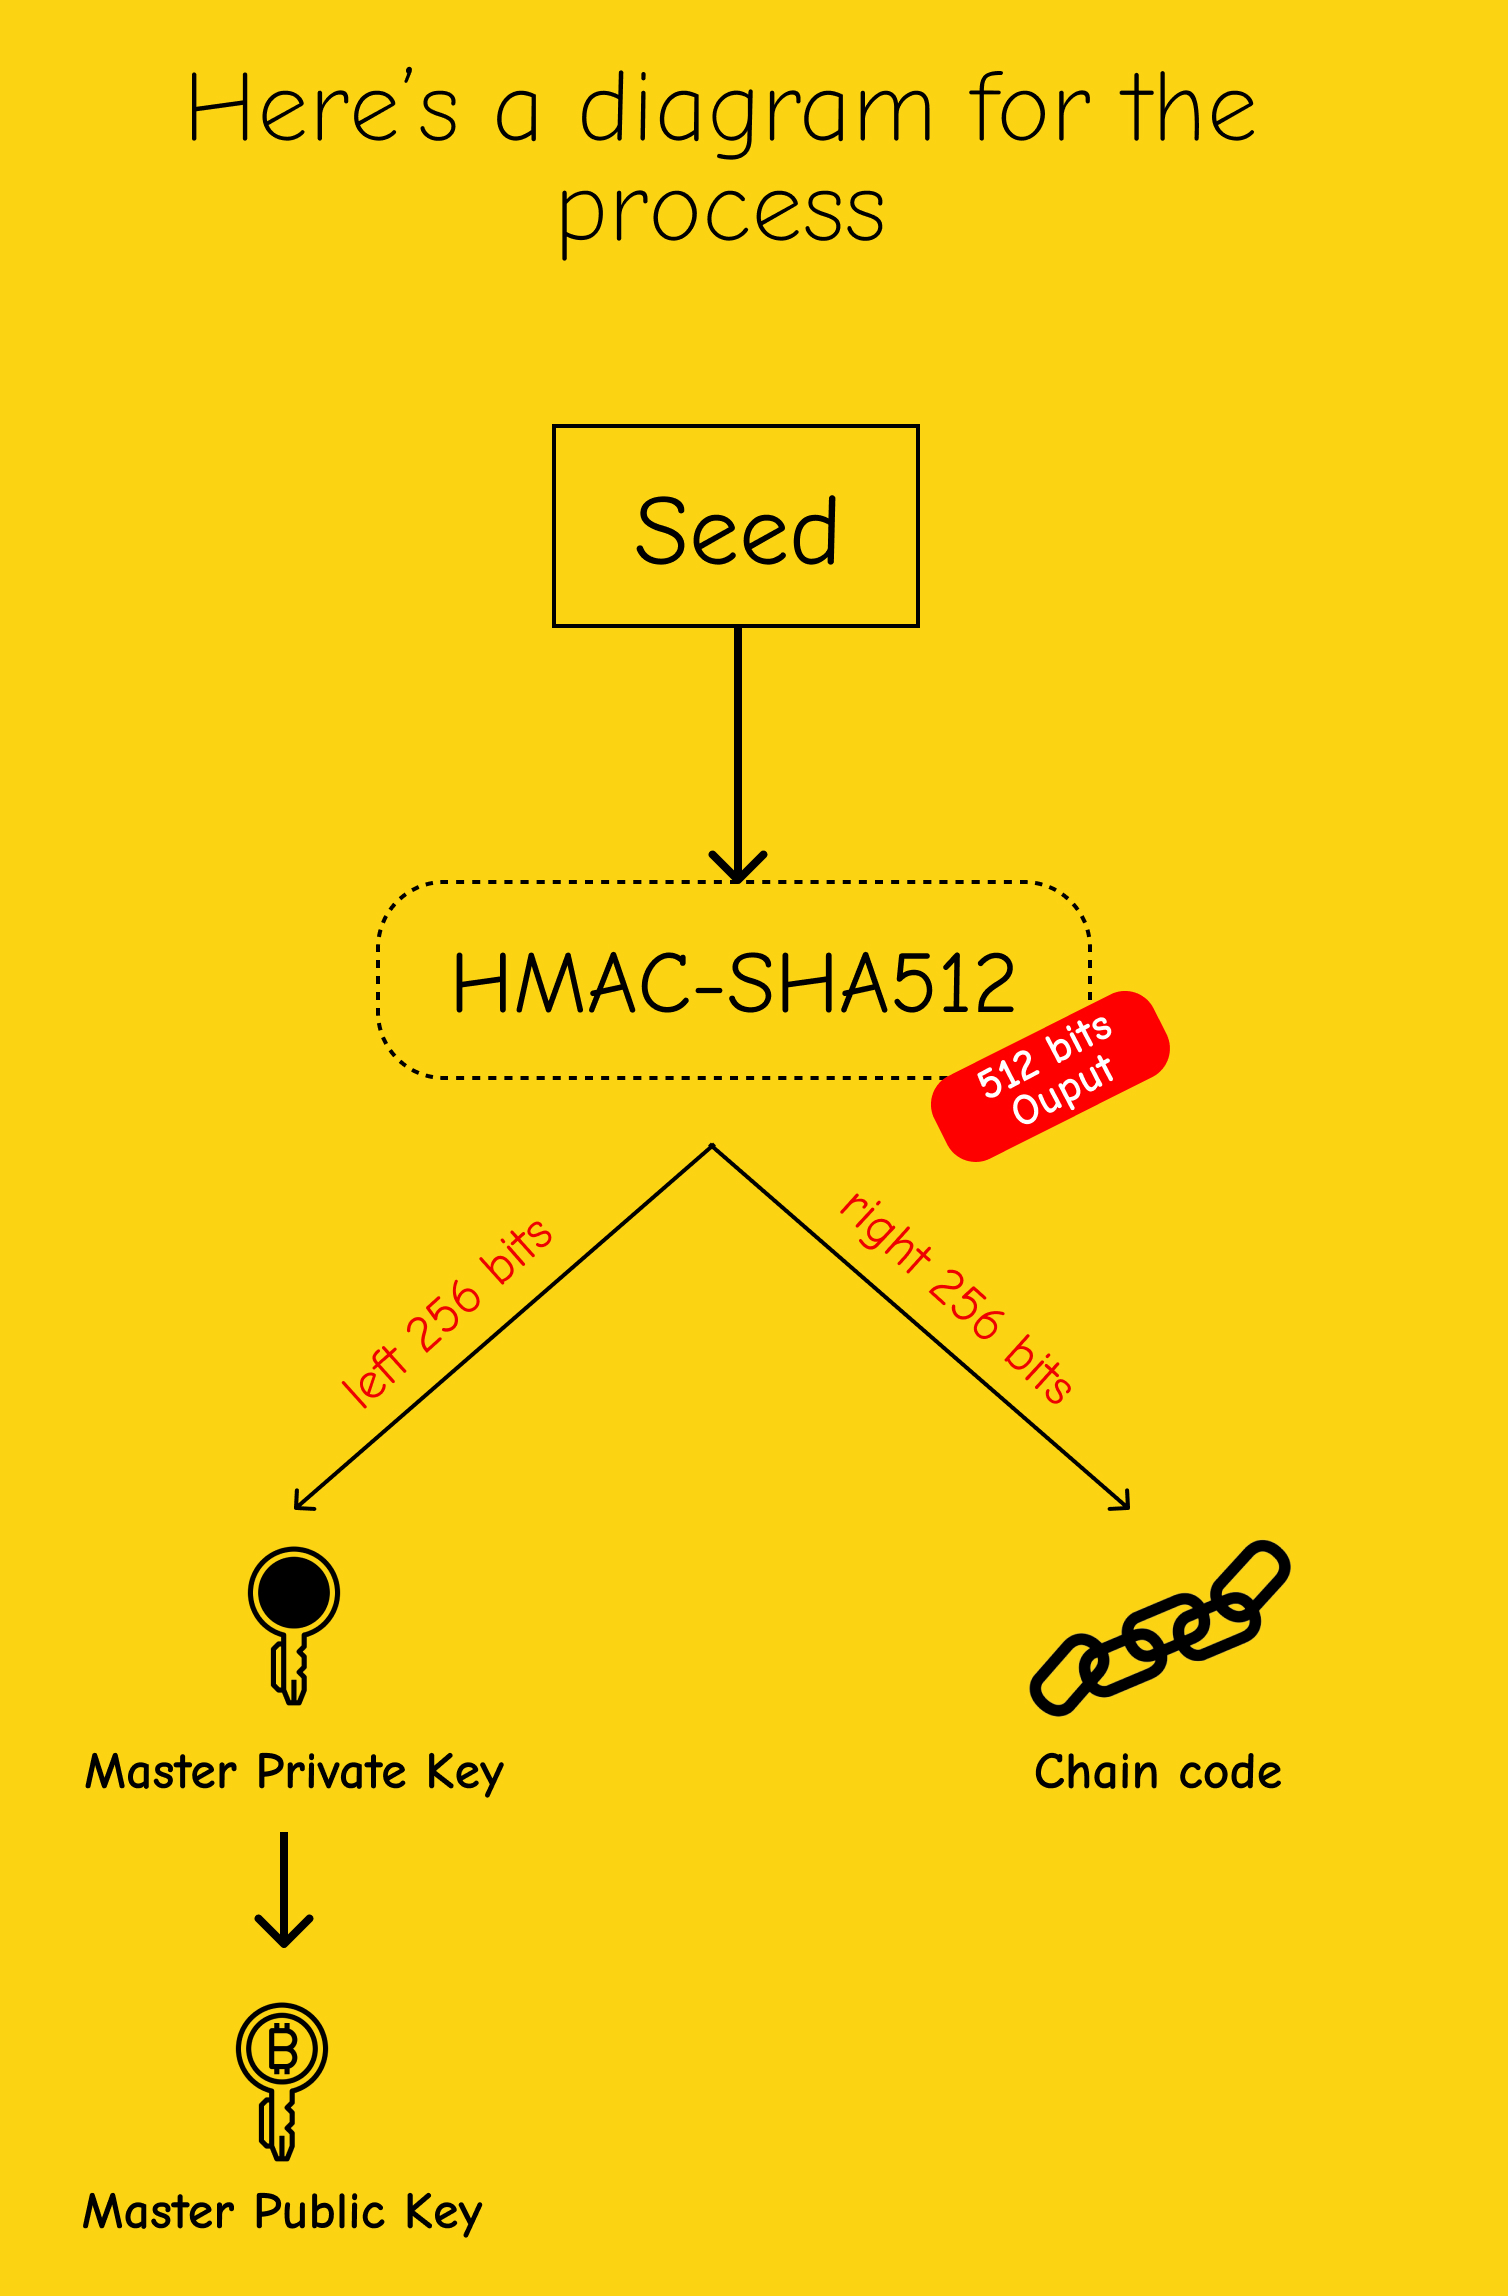 Here's a diagram for the
process
Seed
HMAC-SHA512
512 bits
Ouput
left 256 bits
right 256 bits
Master Private Key
Chain code
Master Public Key